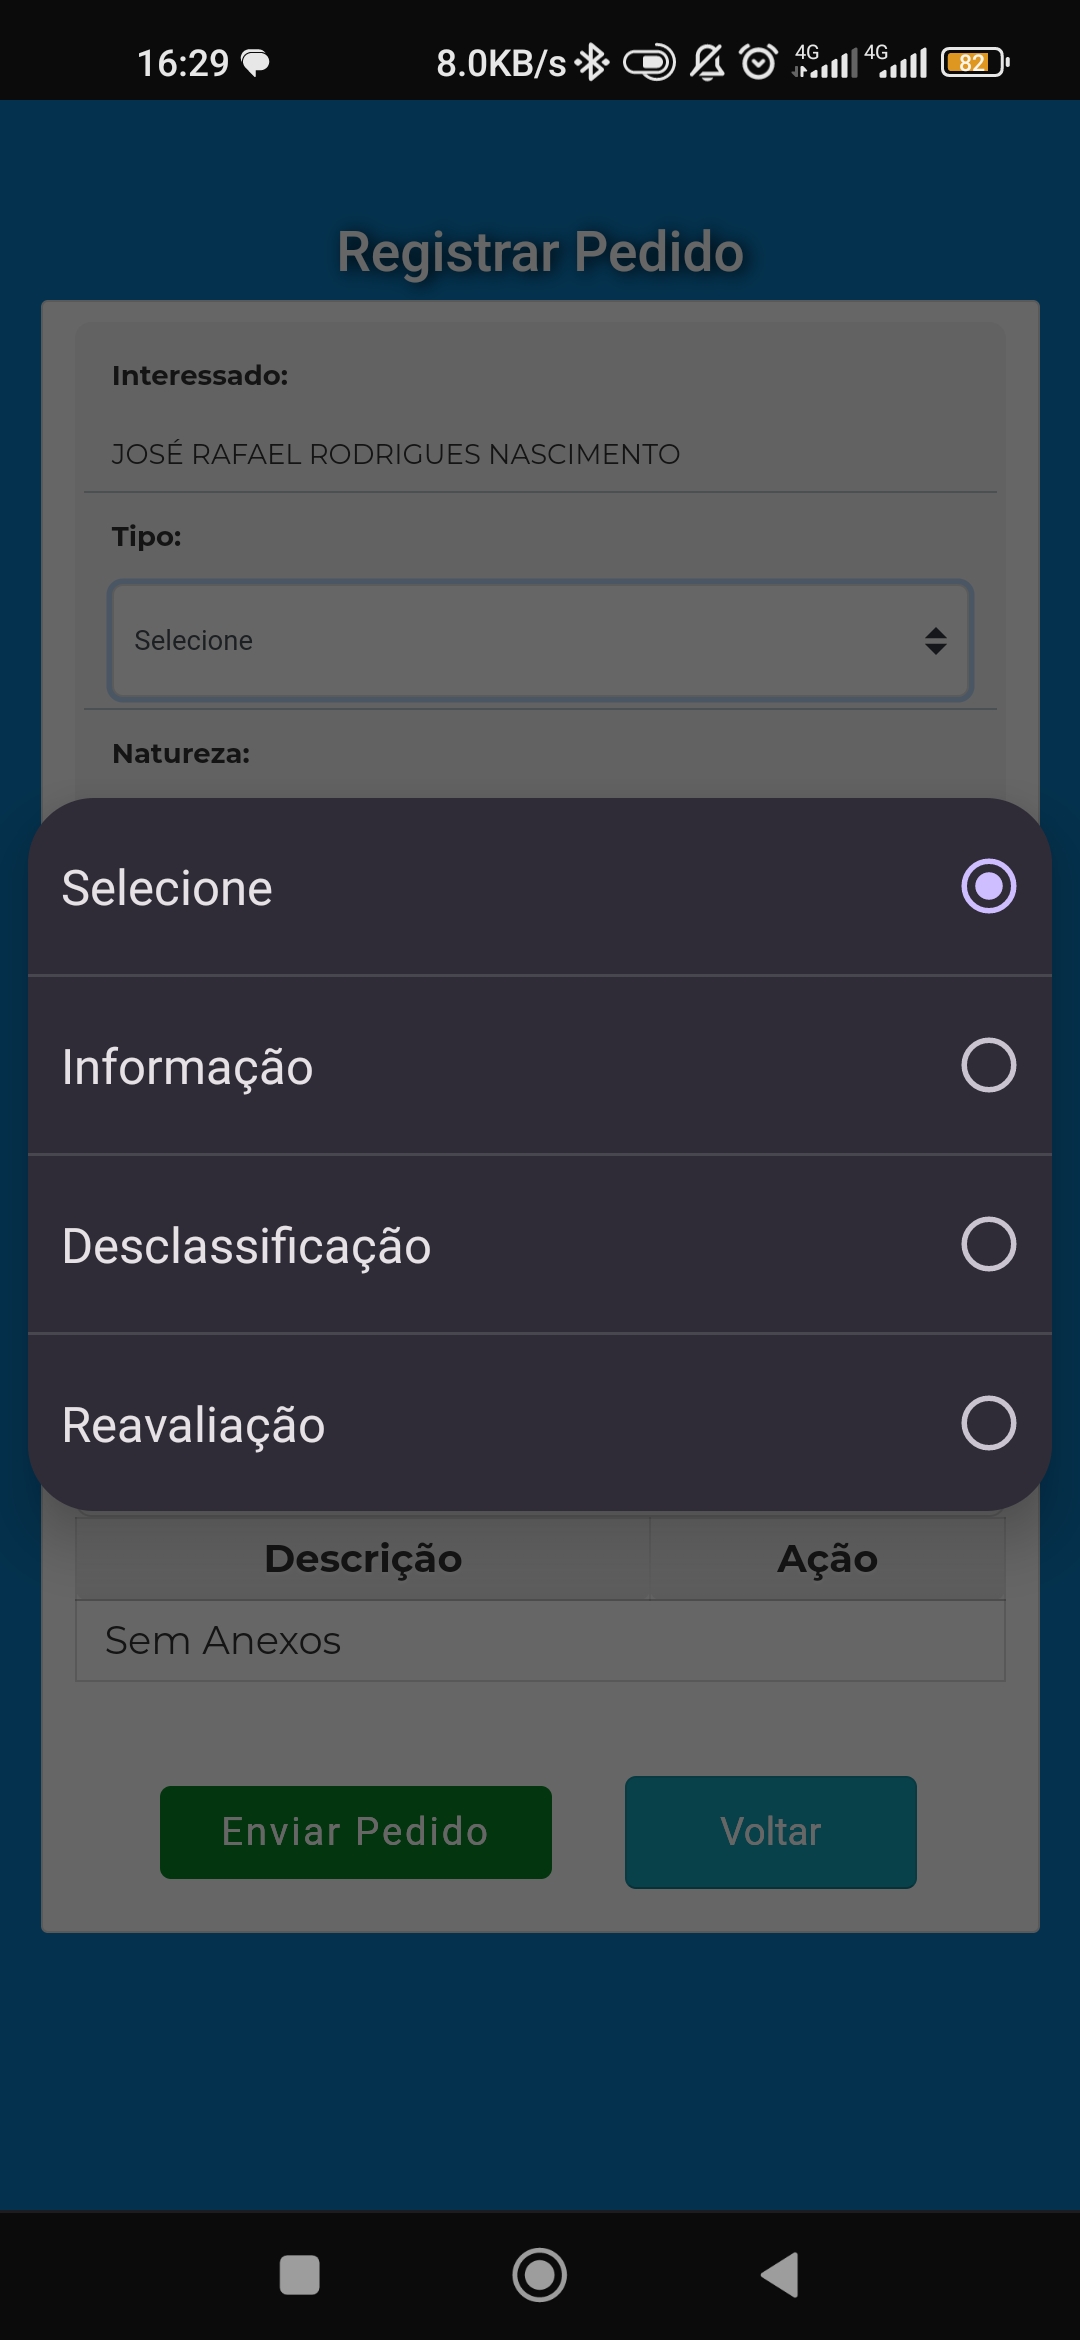 16:29 8.0KB/s 4G 4G 82
Registrar Pedido
Interessado:
JOSÉ RAFAEL RODRIGUES NASCIMENTO
Tipo:
Selecione
Natureza:
Selecione
Informação
Desclassificação
Reavaliação
Descrição Ação
Sem Anexos
Enviar Pedido Voltar